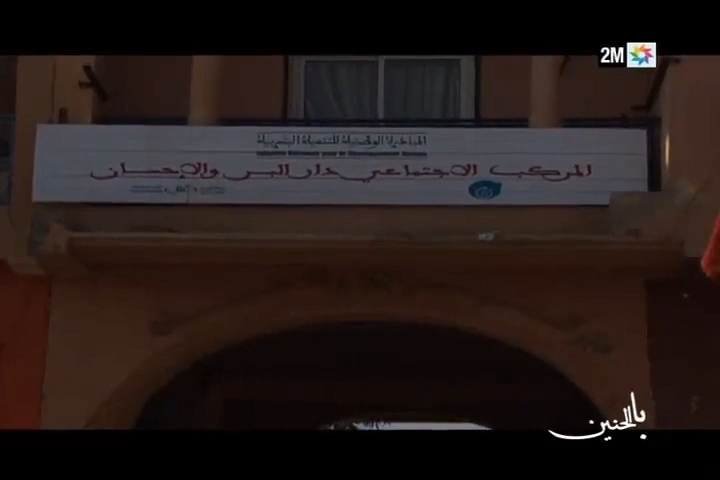 2M
المبادرة الوطنية للتنمية البشرية
المركب الاجتماعي دار البر والإحسان
بالحنين